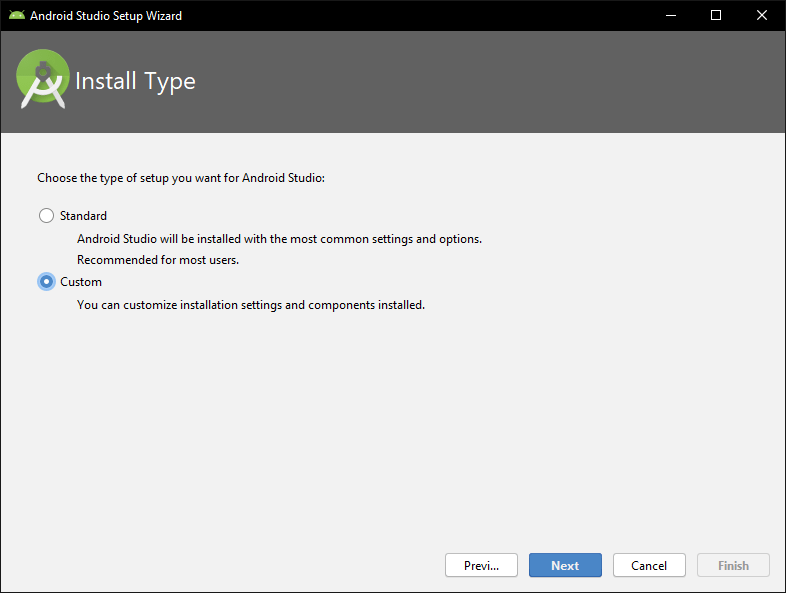 Android Studio Setup Wizard
Install Type
Choose the type of setup you want for Android Studio:
Standard
Android Studio will be installed with the most common settings and options.
Recommended for most users.
Custom
You can customize installation settings and components installed.
Previ...
Next
Cancel
Finish